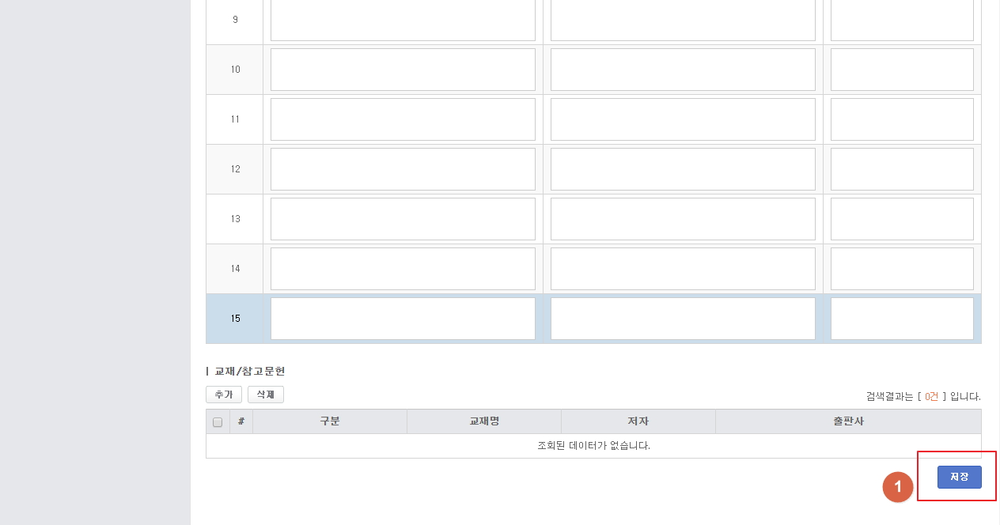 9
10
11
12
13
14
15
교재/참고문헌
추가 삭제
검색결과는 [ 0건 ] 입니다.
# 구분 교재명 저자 출판사
조회된 데이터가 없습니다.
저장
1